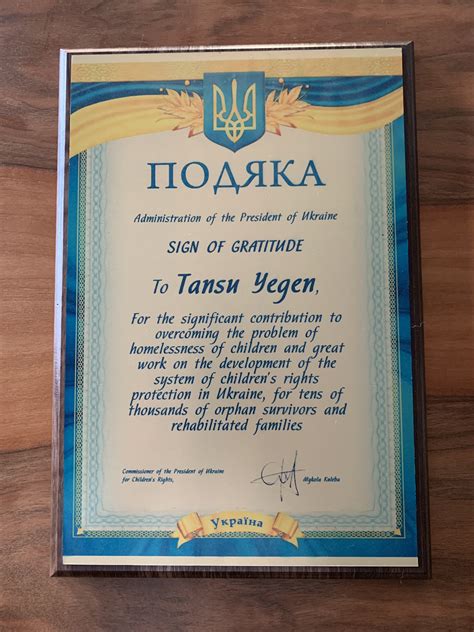 ПОДЯКА
Administration of the President of Ukraine
SIGN OF GRATITUDE
To Tansu Yegen,
For the significant contribution to
overcoming the problem of
homelessness of children and great
work on the development of the
system of children's rights
protection in Ukraine, for tens of
thousands of orphan survivors and
rehabilitated families
Commissioner of the President of Ukraine
for Children's Rights,
Mykola Kuleba
Україна